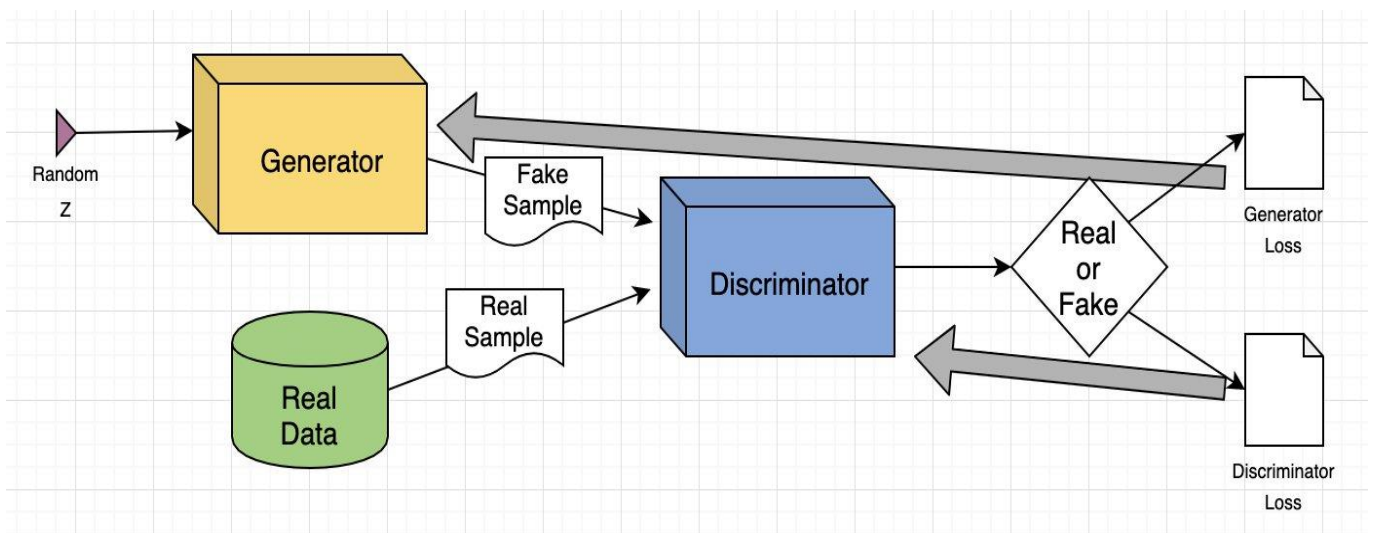 Random
Z
Generator
Fake
Sample
Real
Sample
Real
Data
Discriminator
Real
or
Fake
Generator
Loss
Discriminator
Loss